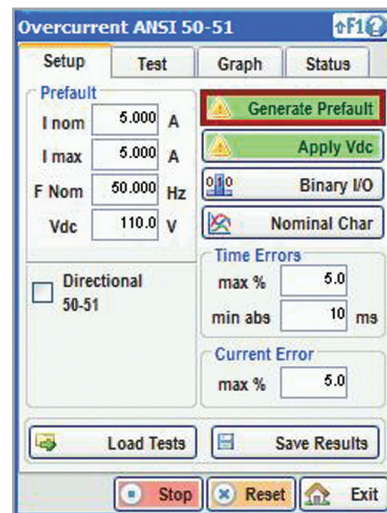 Overcurrent ANSI 50-51
F1
Setup Test Graph Status
Prefault
I nom 5.000 A
I max 5.000 A
F Nom 50.000 Hz
Vdc 110.0 V
Directional
50-51
Generate Prefault
Apply Vdc
010
Binary I/O
Nominal Char
Time Errors
max % 5.0
min abs 10 ms
Current Error
max % 5.0
Load Tests
Save Results
Stop Reset Exit